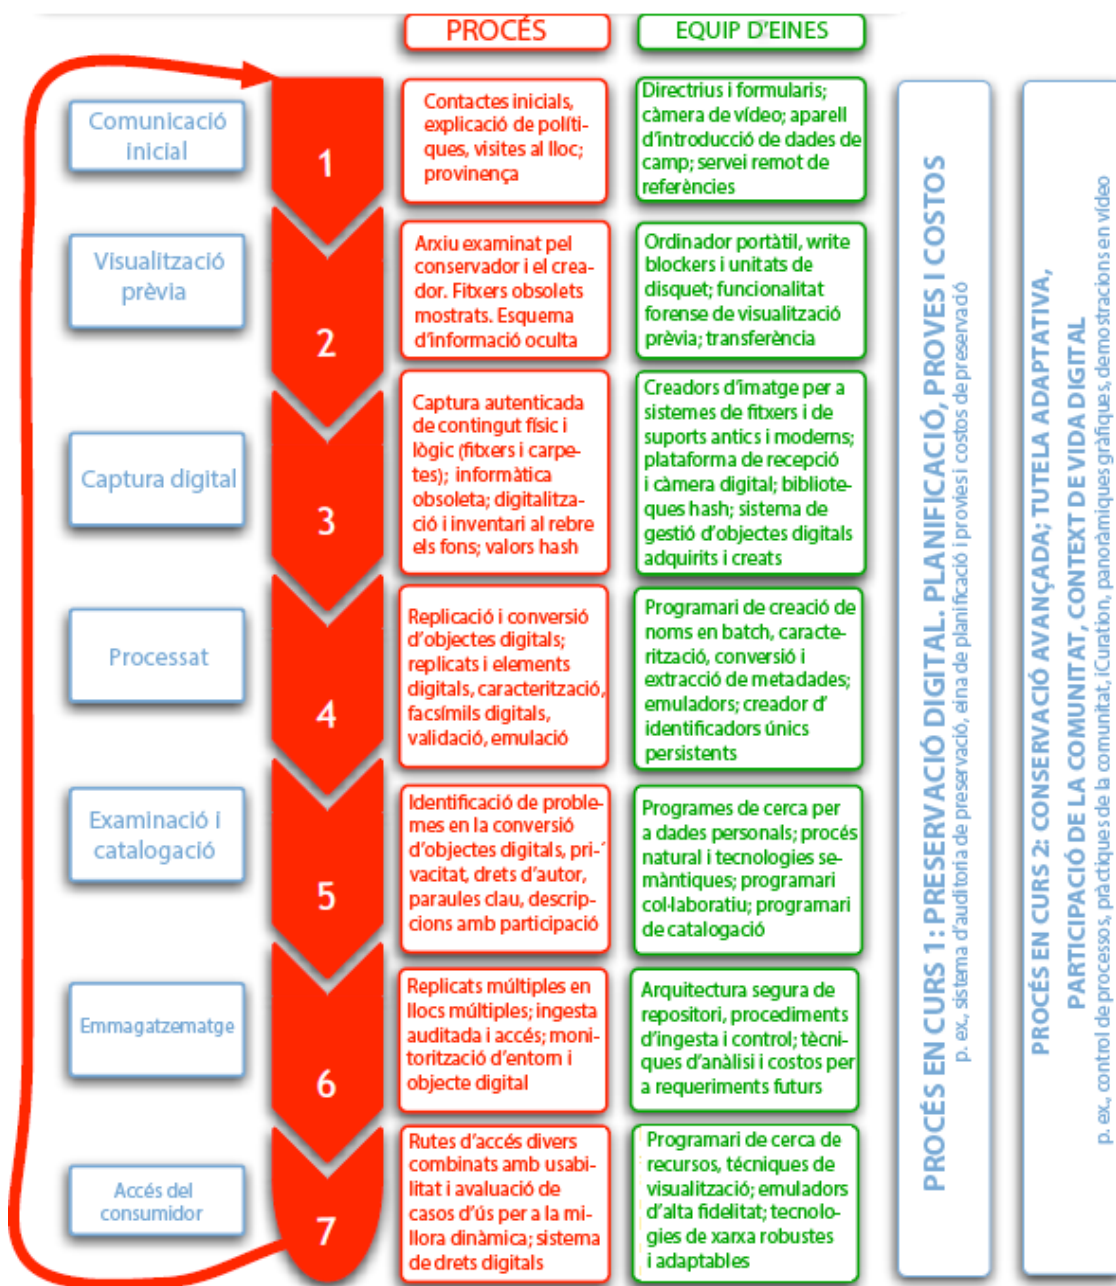 PROCÉS
EQUIP D'EINES
Comunicació
inicial
1
Contactes inicials,
explicació de políti-
ques, visites al lloc;
provinença
Directrius i formularis;
càmera de vídeo; aparell
d'introducció de dades de
camp; servei remot de
referències
Visualització
prèvia
2
Arxiu examinat pel
conservador i el crea-
dor. Fitxers obsolets
mostrats. Esquema
d'informació oculta
Ordinador portàtil, write
blockers i unitats de
disquet; funcionalitat
forense de visualització
prèvia; transferència
Captura digital
3
Captura autenticada
de contingut físic i
lògic (fitxers i carpe-
tes); informàtica
obsoleta; digitalitza-
ció i inventari al rebre
els fons; valors hash
Creadors d'imatge per a
sistemes de fitxers i de
suports antics i moderns;
plataforma de recepció
i càmera digital; bibliote-
ques hash; sistema de
gestió d'objectes digitals
adquirits i creats
Processat
4
Replicació i conversió
d'objectes digitals;
replicats i elements
digitals, caracterització,
facsímils digitals,
validació, emulació
Programari de creació de
noms en batch, caracte-
rització, conversió i
extracció de metadades;
emuladors; creador d'
identificadors únics
persistents
Examinació i
catalogació
5
Identificació de proble-
mes en la conversió
d'objectes digitals, pri-´
vacitat, drets d'autor,
paraules clau, descrip-
cions amb participació
Programes de cerca per
a dades personals; procés
natural i tecnologies se-
màntiques; programari
col·laboratiu; programari
de catalogació
Emmagatzematge
6
Replicats múltiples en
llocs múltiples; ingesta
auditada i accés; moni-
torització d'entorn i
objecte digital
Arquitectura segura de
repositori, procediments
d'ingesta i control; tècni-
ques d'anàlisi i costos per
a requeriments futurs
Accés del
consumidor
7
Rutes d'accés divers
combinats amb usabi-
litat i avaluació de
casos d'ús per a la mi-
llora dinàmica; sistema
de drets digitals
Programari de cerca de
recursos, técniques de
visualització; emuladors
d'alta fidelitat; tecnolo-
gies de xarxa robustes
i adaptables
PROCÉS EN CURS 1: PRESERVACIÓ DIGITAL. PLANIFICACIÓ, PROVES I COSTOS
p. ex., sistema d'auditoria de preservació, eina de planificació i provies i costos de preservadó
PROCÉS EN CURS 2: CONSERVACIÓ AVANÇADA; TUTELA ADAPTATIVA,
PARTICIPACIÓ DE LA COMUNITAT, CONTEXT DE VIDA DIGITAL
p. ex., control de processos, pràctiques de la comunitat, iCuration, panoràmiques gràfiques, demostracions en vídeo